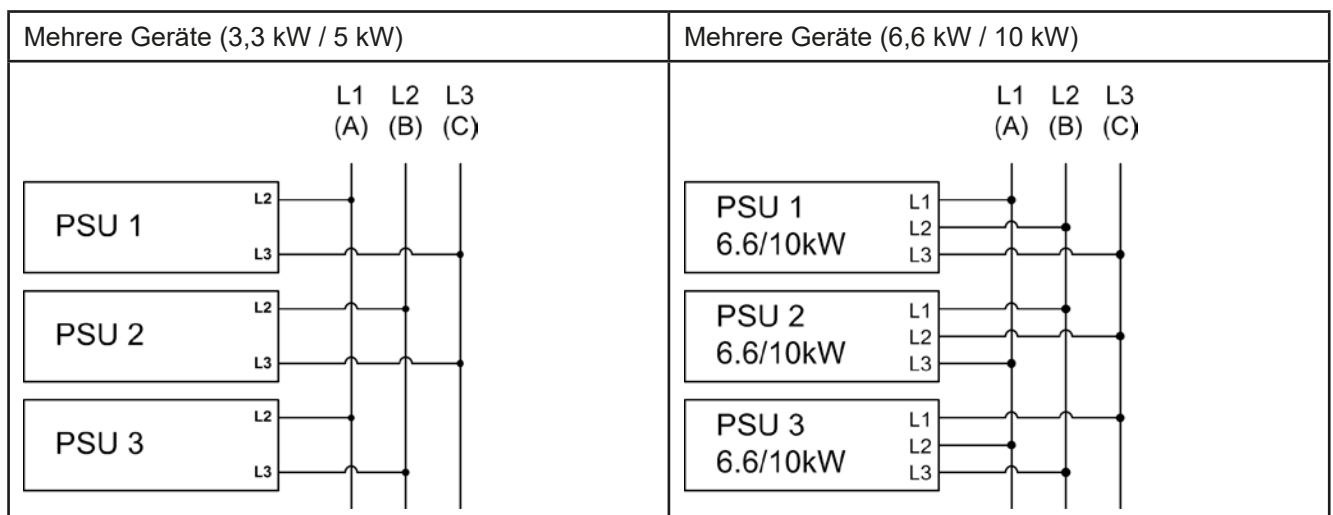 Mehrere Geräte (3,3 kW / 5 kW)
L1 L2 L3
(A) (B) (C)
L2
PSU 1
L3
L2
PSU 2
L3
L2
PSU 3
L3
Mehrere Geräte (6,6 kW / 10 kW)
L1 L2 L3
(A) (B) (C)
PSU 1 L1
L2
6.6/10kW L3
PSU 2 L1
L2
6.6/10kW L3
PSU 3 L1
L2
6.6/10kW L3